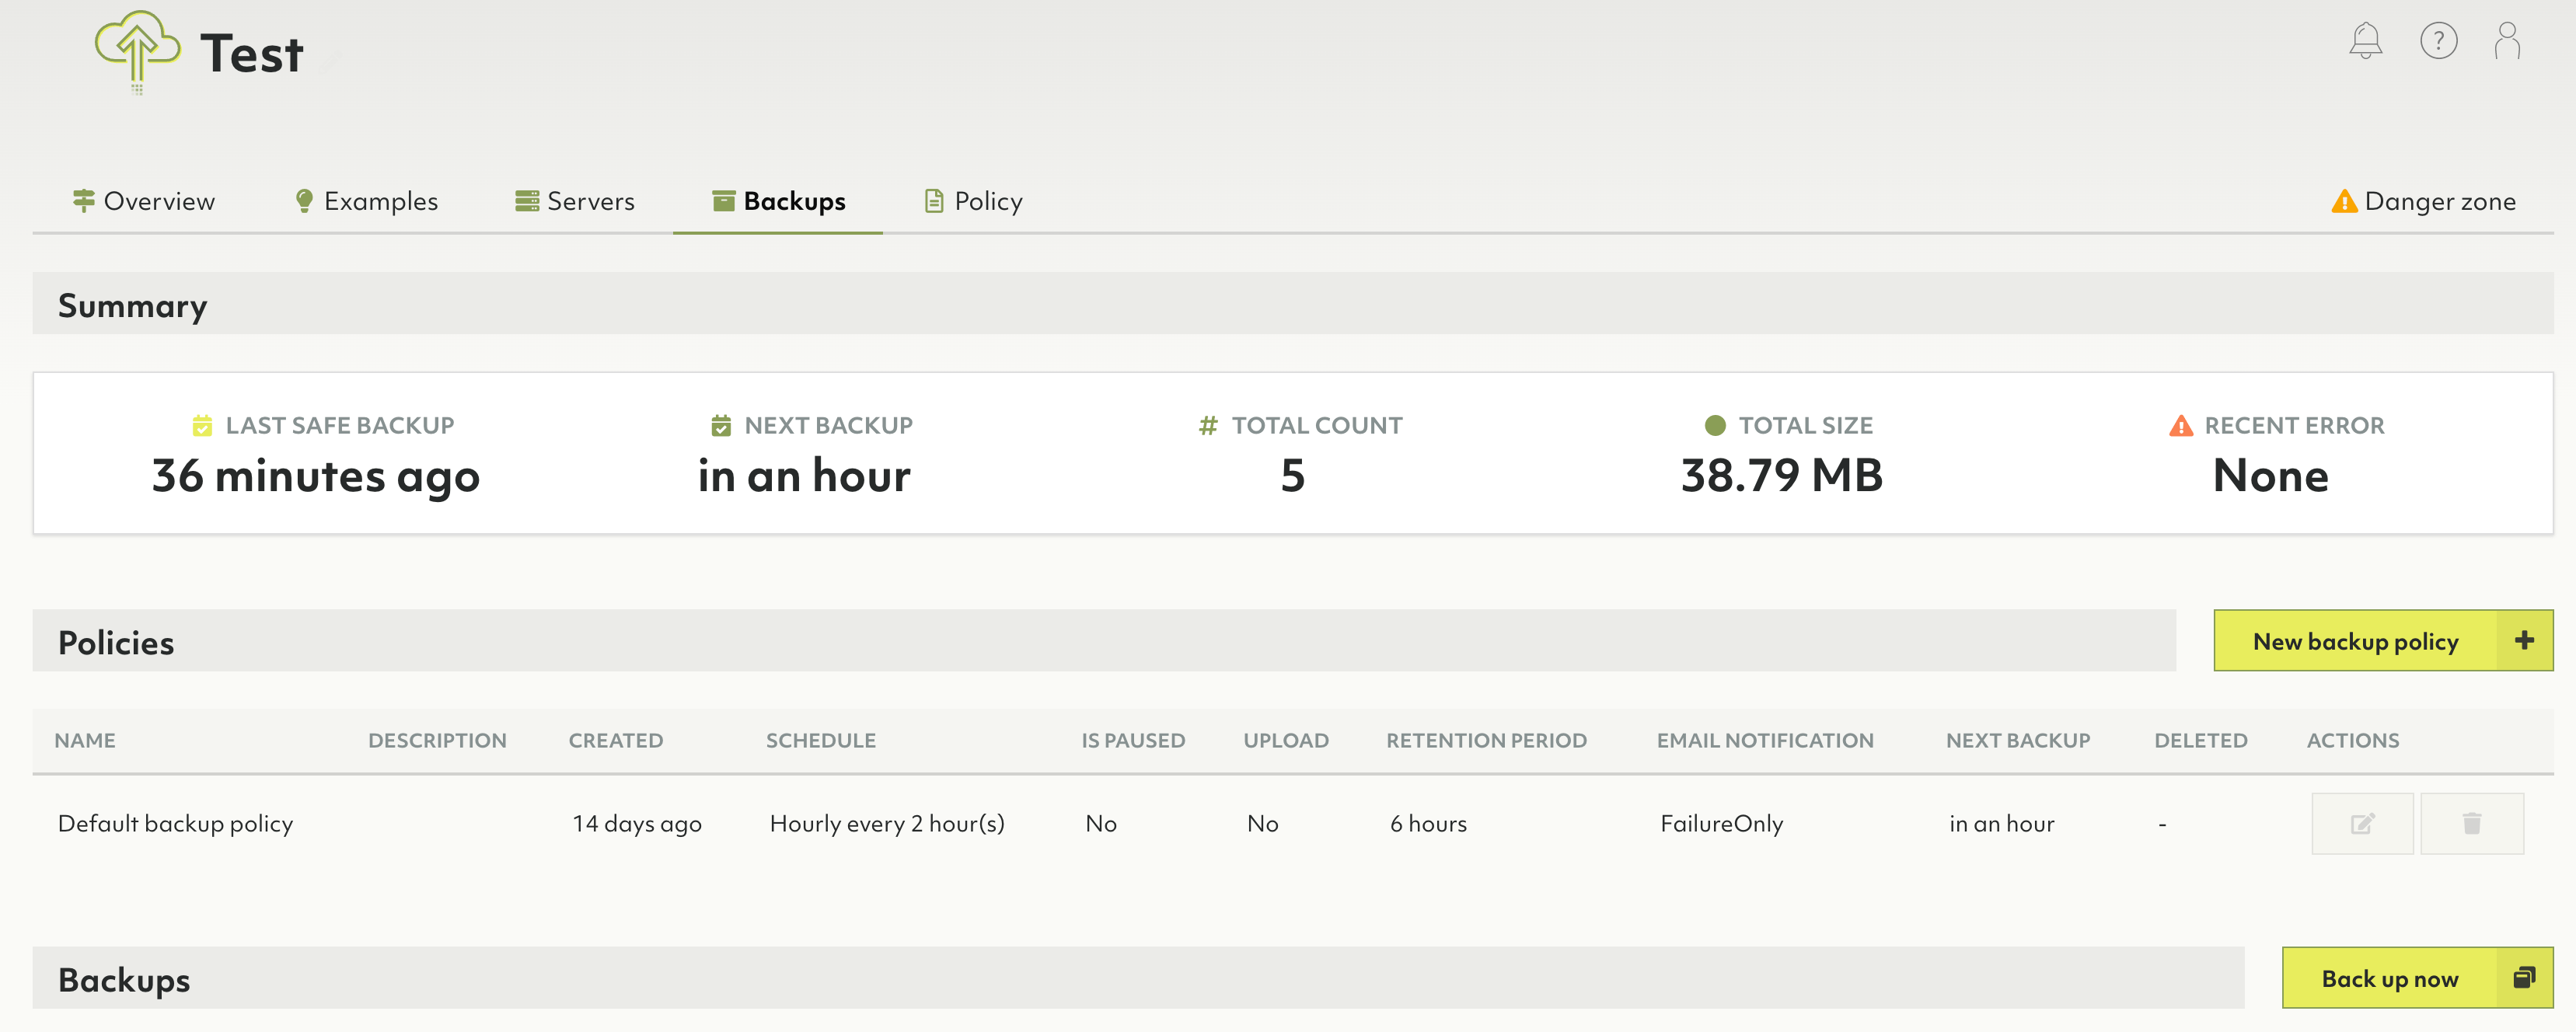 Test
Overview Examples Servers Backups Policy Danger zone
Summary
LAST SAFE BACKUP NEXT BACKUP # TOTAL COUNT TOTAL SIZE RECENT ERROR
36 minutes ago in an hour 5 38.79 MB None
Policies New backup policy +
NAME DESCRIPTION CREATED SCHEDULE IS PAUSED UPLOAD RETENTION PERIOD EMAIL NOTIFICATION NEXT BACKUP DELETED ACTIONS
Default backup policy 14 days ago Hourly every 2 hour(s) No No 6 hours FailureOnly in an hour -
Backups Back up now